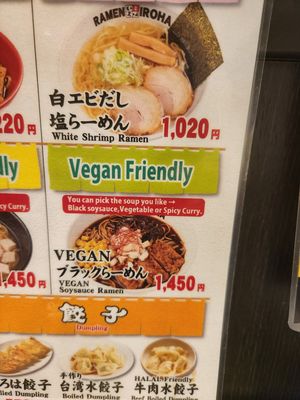 RAMEN IROHA
白エビだし
塩らーめん
White Shrimp Ramen
1,020円
220円
dly
Vegan Friendly
You can pick the soup you like →
Black soysauce,Vegetable or Spicy Curry.
Spicy Curry.
VEGAN
ブラックらーめん
VEGAN
Soysauce Ramen
1,450円
,450円
餃子
Dumpling
ろは餃子
手作り
台湾水餃子
Boiled Dumpling
HALAL Friendly
牛肉水餃子
Beef Boiled Dumpling